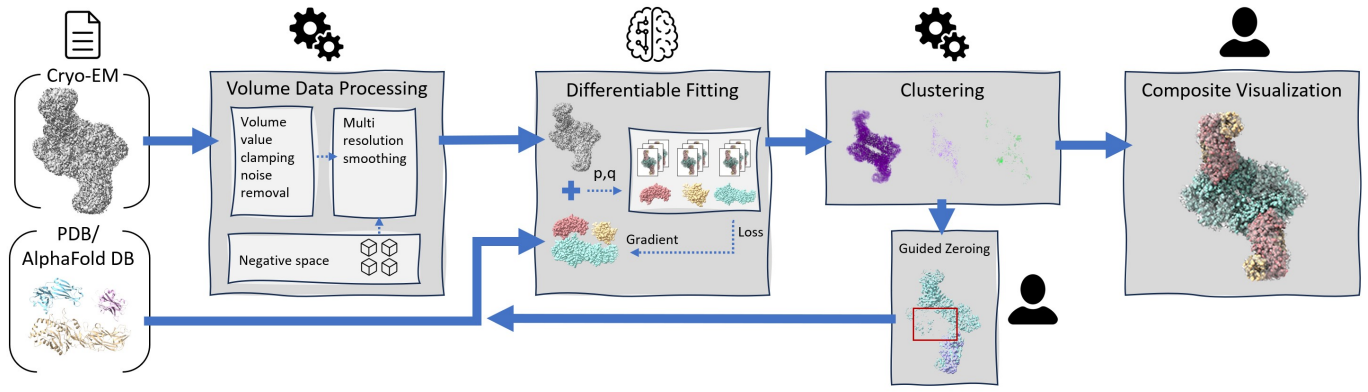 Cryo-EM
PDB/
AlphaFold DB
Volume Data Processing
Volume
value
clamping
noise
removal
Multi
resolution
smoothing
Negative space
Differentiable Fitting
p,q
Loss
Gradient
Clustering
Guided Zeroing
Composite Visualization